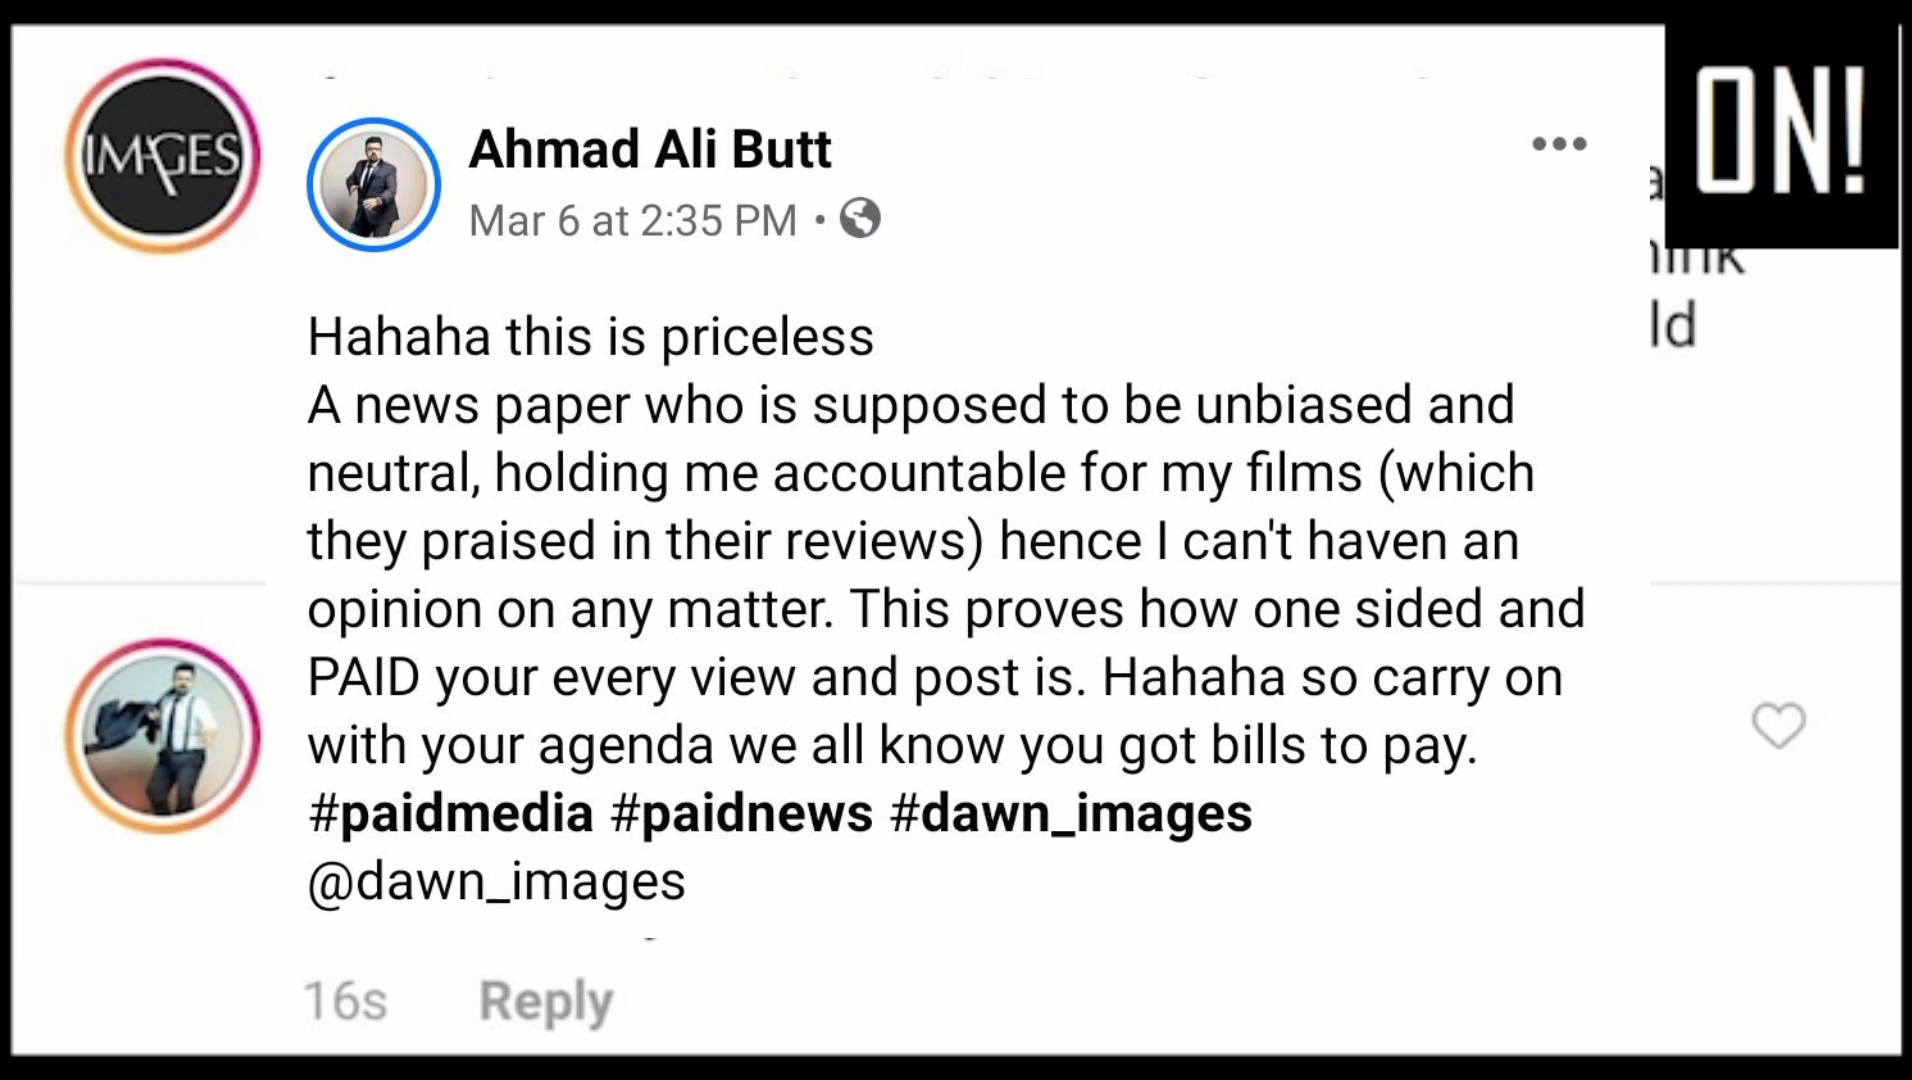 IMAGES
ON!
Ahmad Ali Butt
Mar 6 at 2:35 PM •
ld
Hahaha this is priceless
A news paper who is supposed to be unbiased and
neutral, holding me accountable for my films (which
they praised in their reviews) hence I can't haven an
opinion on any matter. This proves how one sided and
PAID your every view and post is. Hahaha so carry on
with your agenda we all know you got bills to pay.
#paidmedia #paidnews #dawn_images
@dawn_images
16s Reply